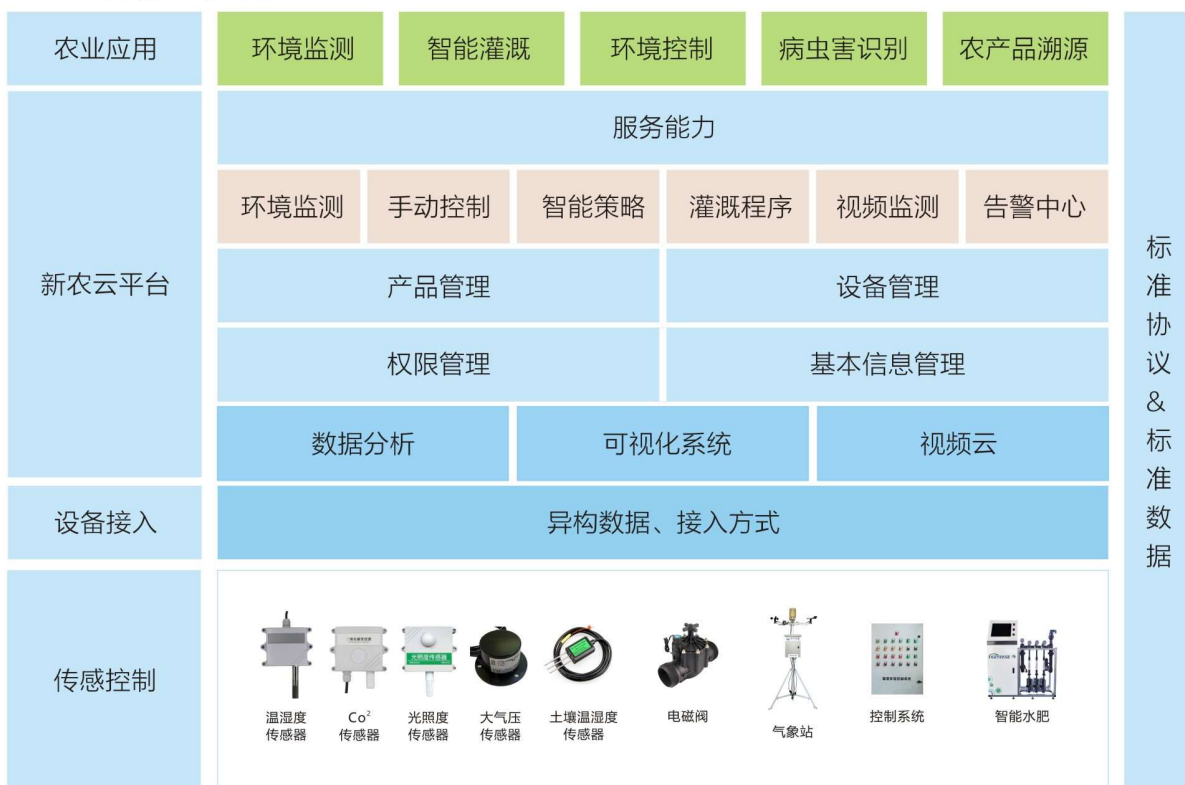 农业应用
环境监测
智能灌溉
环境控制
病虫害识别
农产品溯源
新农云平台
服务能力
环境监测
手动控制
智能策略
灌溉程序
视频监测
告警中心
产品管理
设备管理
权限管理
基本信息管理
数据分析
可视化系统
视频云
设备接入
异构数据、接入方式
传感控制
光照度传感器
温湿度
传感器
Co²
传感器
光照度
传感器
大气压
传感器
土壤温湿度
传感器
电磁阀
气象站
控制系统
智能水肥
标准协议&标准数据